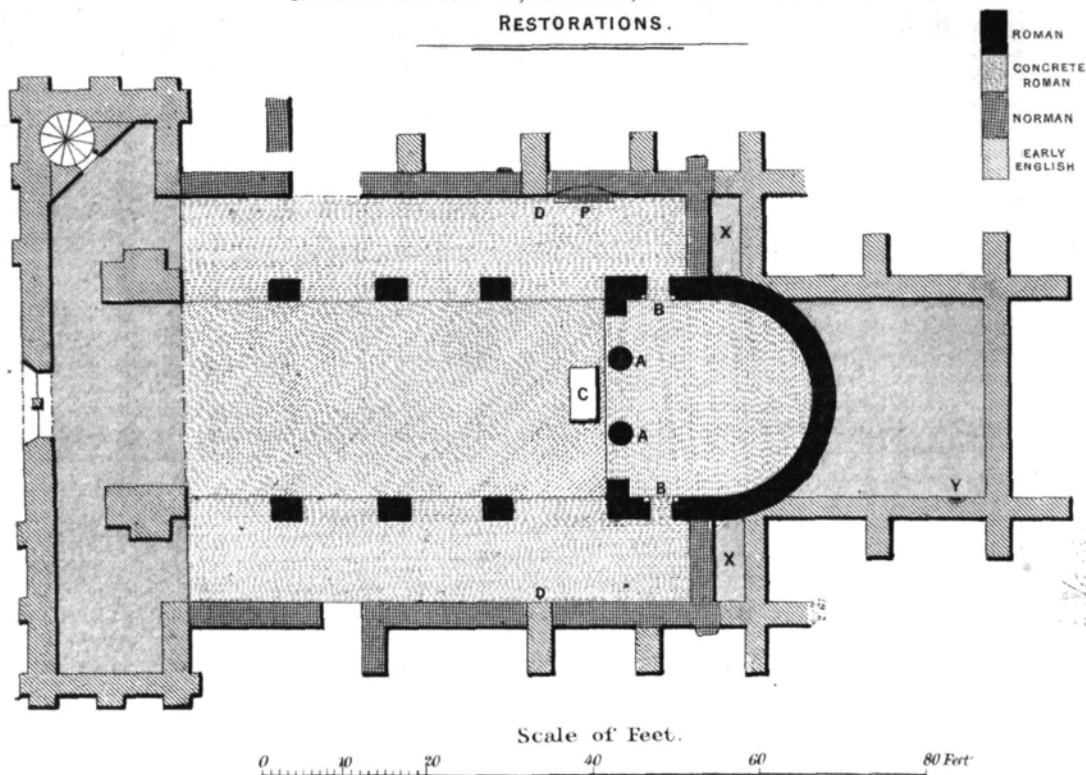 RESTORATIONS.
ROMAN
CONCRETE
ROMAN
NORMAN
EARLY
ENGLISH
D P
X
B
A
C
A
B
Y
X
D
Scale of Feet.
0 10 20 40 60 80 Feet